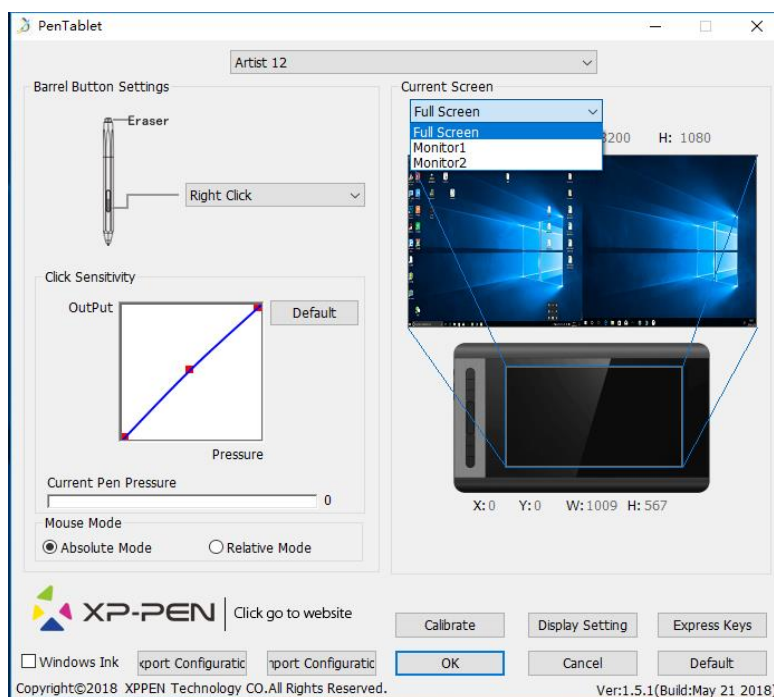 PenTablet
Artist 12
Barrel Button Settings
Eraser
Right Click
Click Sensitivity
OutPut
Default
Pressure
Current Pen Pressure
0
Mouse Mode
Absolute Mode
Relative Mode
Current Screen
Full Screen
Full Screen
Monitor1
Monitor2
3200 H: 1080
X: 0 Y: 0 W: 1009 H: 567
XP-PEN Click go to website
Calibrate Display Setting Express Keys
Windows Ink xport Configuratic nport Configuratic OK Cancel Default
Copyright©2018 XPPEN Technology CO.All Rights Reserved. Ver:1.5.1(Build:May 21 2018)